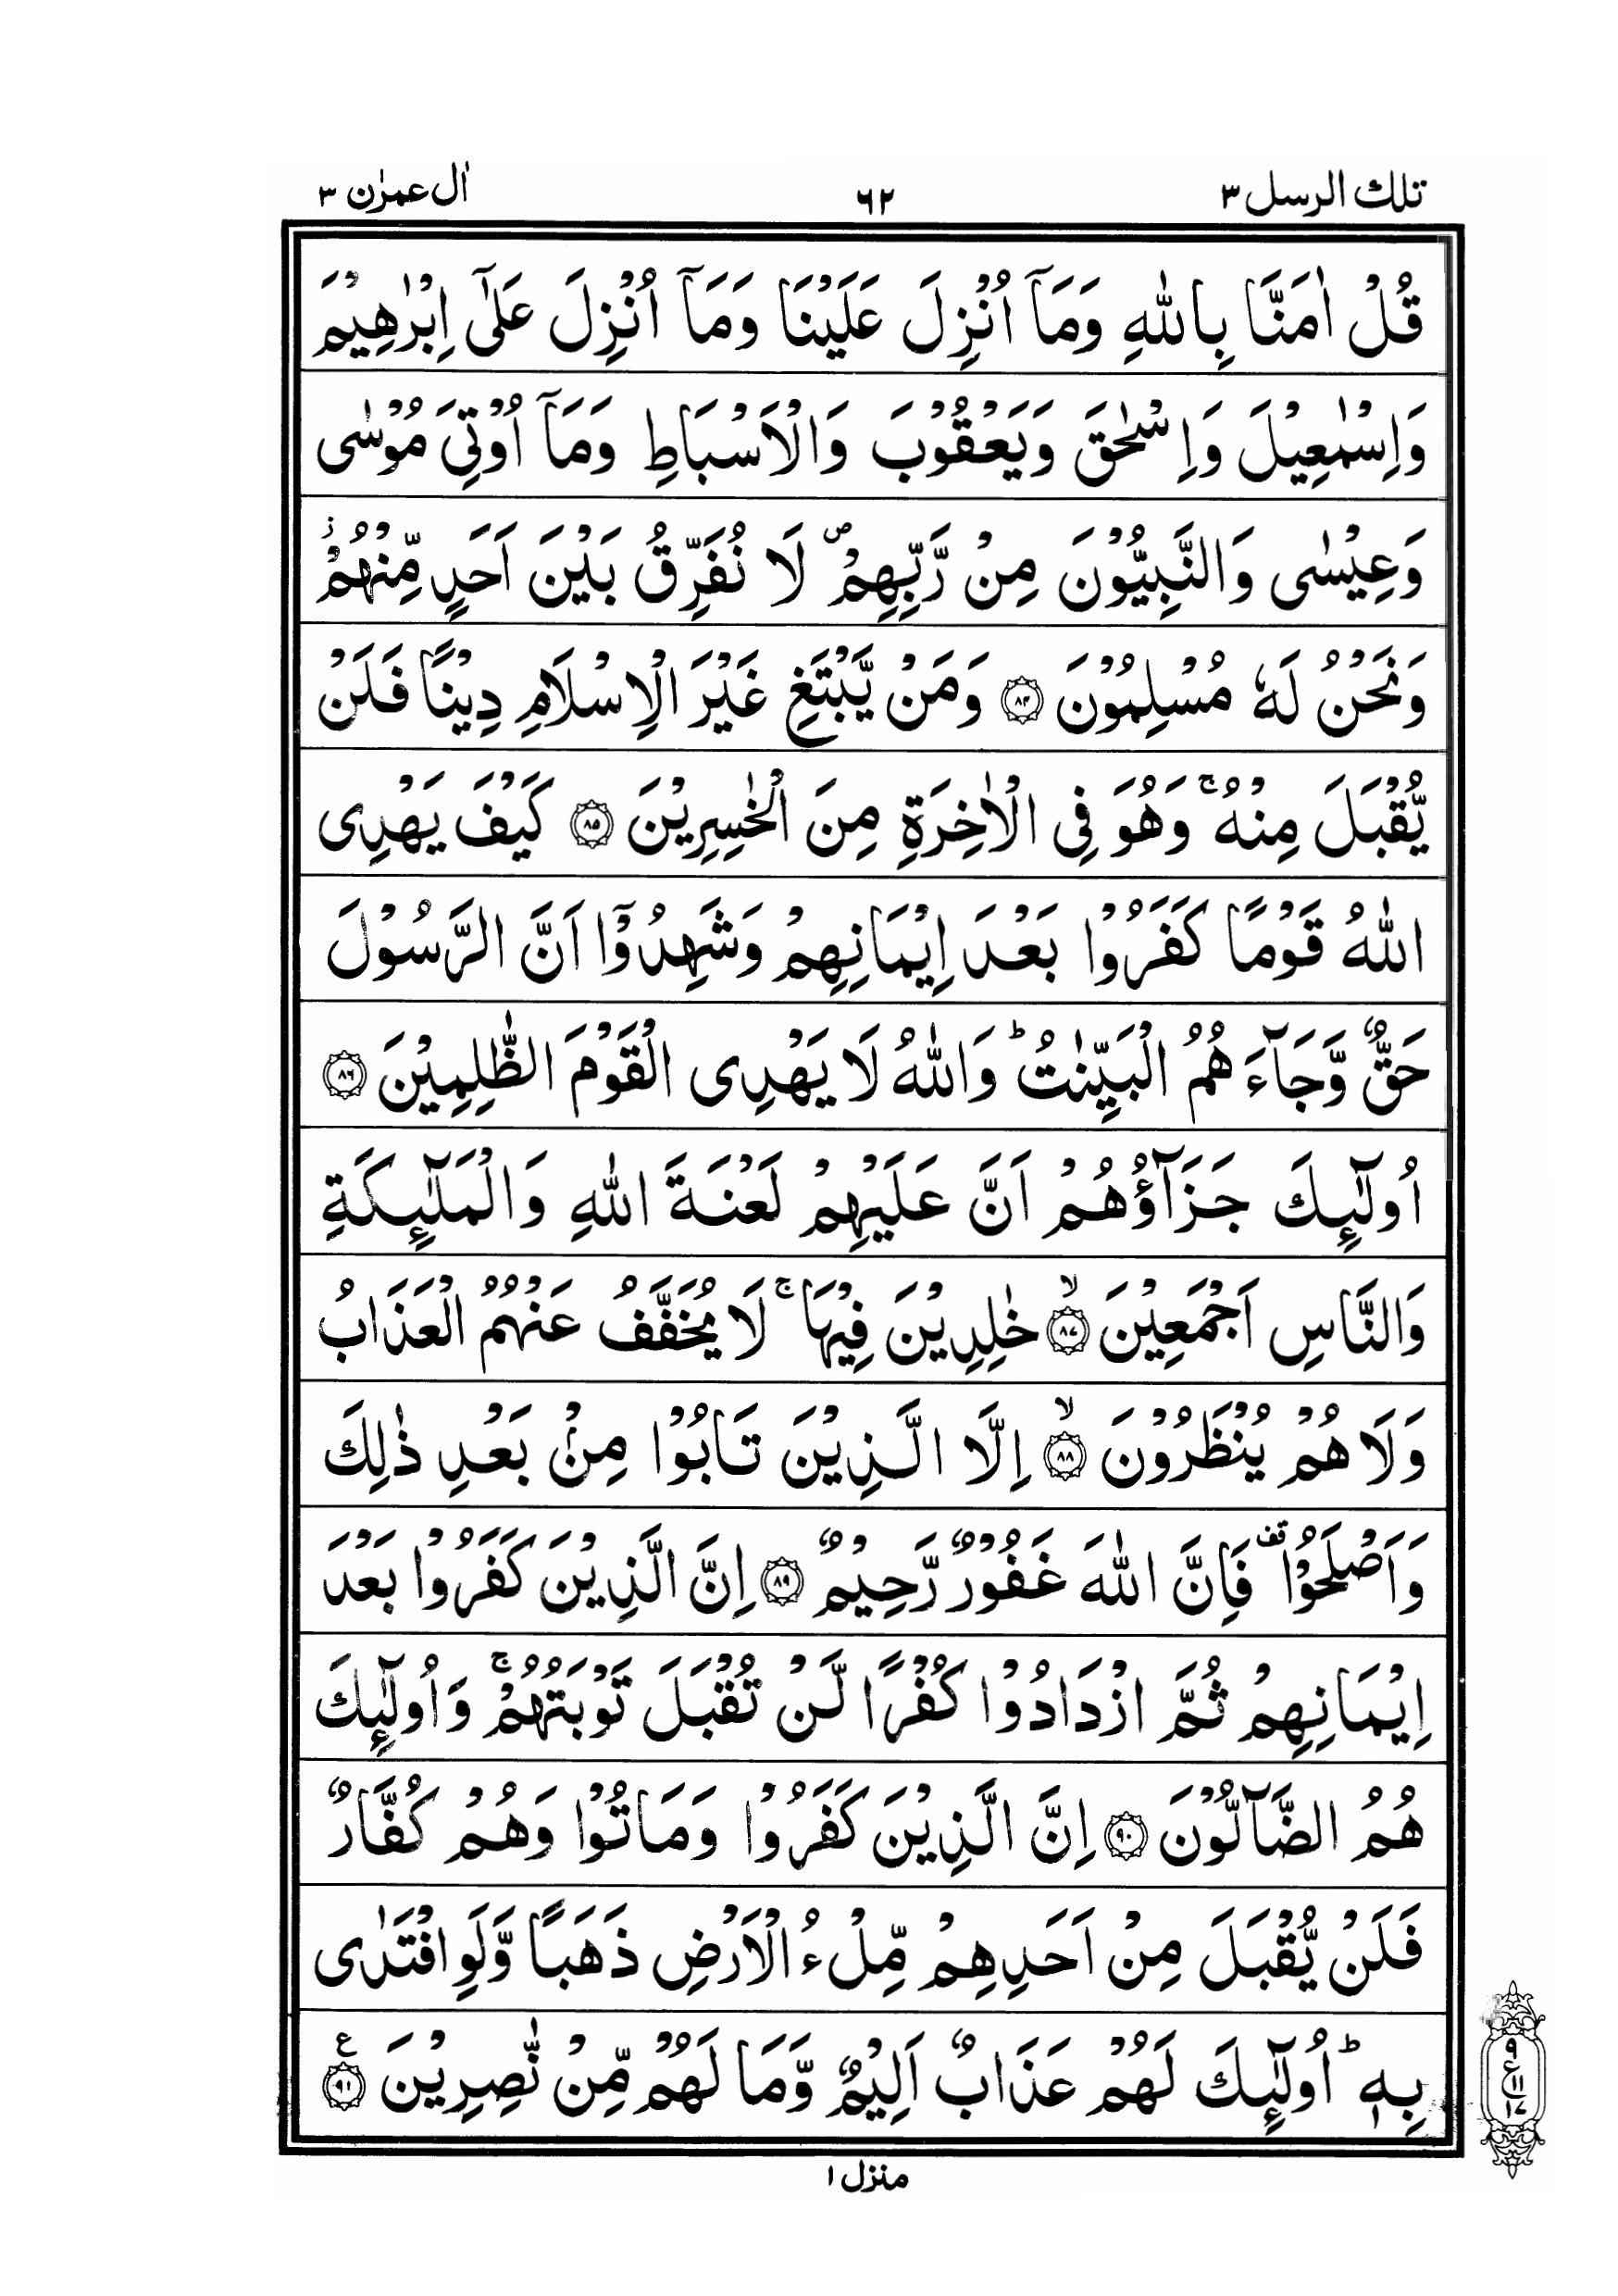 تلك الرسل ٣ ٦٢ اٰل عمرٰن ٣
قُلْ اٰمَنَّا بِاللّٰهِ وَمَآ اُنْزِلَ عَلَيْنَا وَمَآ اُنْزِلَ عَلٰٓى اِبْرٰهِيْمَ
وَاِسْمٰعِيْلَ وَاِسْحٰقَ وَيَعْقُوْبَ وَالْاَسْبَاطِ وَمَآ اُوْتِيَ مُوْسٰى
وَعِيْسٰى وَالنَّبِيُّوْنَ مِنْ رَّبِّهِمْ ۖ لَا نُفَرِّقُ بَيْنَ اَحَدٍ مِّنْهُمْ ؗ
وَنَحْنُ لَهٗ مُسْلِمُوْنَ ۝٨٤ وَمَنْ يَّبْتَغِ غَيْرَ الْاِسْلَامِ دِيْنًا فَلَنْ
يُّقْبَلَ مِنْهُ ۚ وَهُوَ فِى الْاٰخِرَةِ مِنَ الْخٰسِرِيْنَ ۝٨٥ كَيْفَ يَهْدِى
اللّٰهُ قَوْمًا كَفَرُوْا بَعْدَ اِيْمَانِهِمْ وَشَهِدُوْٓا اَنَّ الرَّسُوْلَ
حَقٌّ وَّجَآءَهُمُ الْبَيِّنٰتُ ؕ وَاللّٰهُ لَا يَهْدِى الْقَوْمَ الظّٰلِمِيْنَ ۝٨٦
اُولٰٓئِكَ جَزَآؤُهُمْ اَنَّ عَلَيْهِمْ لَعْنَةَ اللّٰهِ وَالْمَلٰٓئِكَةِ
وَالنَّاسِ اَجْمَعِيْنَ ۙ۝٨٧ خٰلِدِيْنَ فِيْهَا ۚ لَا يُخَفَّفُ عَنْهُمُ الْعَذَابُ
وَلَا هُمْ يُنْظَرُوْنَ ۙ۝٨٨ اِلَّا الَّذِيْنَ تَابُوْا مِنْۢ بَعْدِ ذٰلِكَ
وَاَصْلَحُوْا قف فَاِنَّ اللّٰهَ غَفُوْرٌ رَّحِيْمٌ ۝٨٩ اِنَّ الَّذِيْنَ كَفَرُوْا بَعْدَ
اِيْمَانِهِمْ ثُمَّ ازْدَادُوْا كُفْرًا لَّنْ تُقْبَلَ تَوْبَتُهُمْ ۚ وَاُولٰٓئِكَ
هُمُ الضَّآلُّوْنَ ۝٩٠ اِنَّ الَّذِيْنَ كَفَرُوْا وَمَاتُوْا وَهُمْ كُفَّارٌ
فَلَنْ يُّقْبَلَ مِنْ اَحَدِهِمْ مِّلْءُ الْاَرْضِ ذَهَبًا وَّلَوِ افْتَدٰى
بِهٖ ؕ اُولٰٓئِكَ لَهُمْ عَذَابٌ اَلِيْمٌ وَّمَا لَهُمْ مِّنْ نّٰصِرِيْنَ ۝٩١ ع
٩
ع١١
١٧
منزل ١